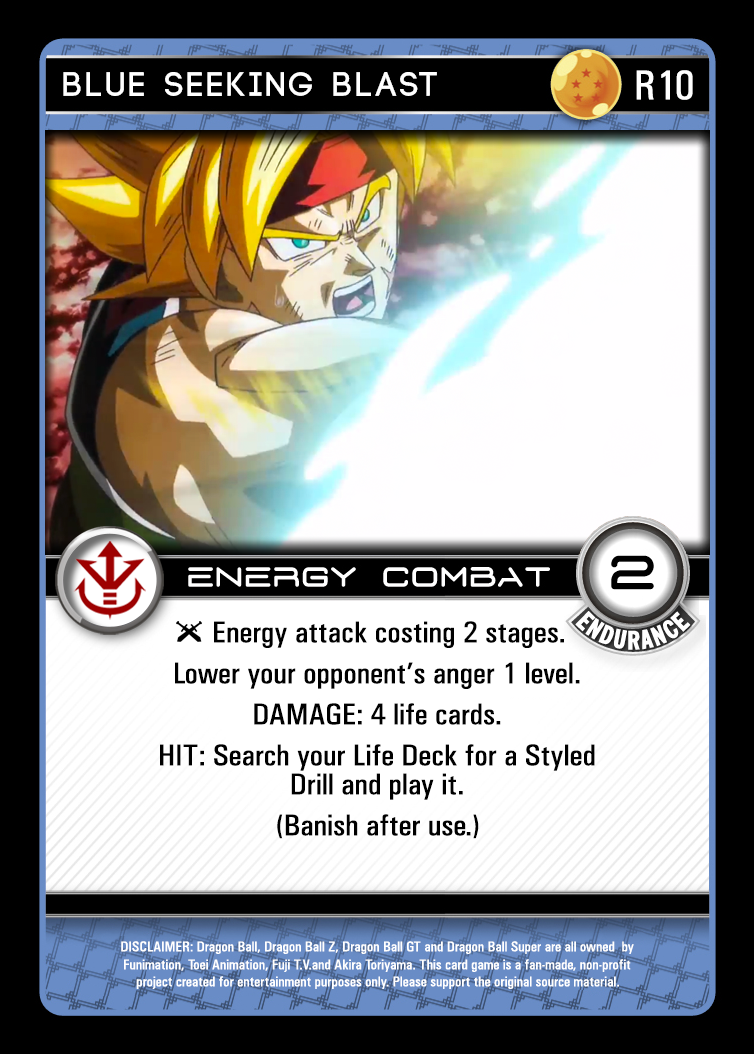 BLUE SEEKING BLAST
R10
ENERGY COMBAT
2
ENDURANCE
Energy attack costing 2 stages.
Lower your opponent's anger 1 level.
DAMAGE: 4 life cards.
HIT: Search your Life Deck for a Styled
Drill and play it.
(Banish after use.)
DISCLAIMER: Dragon Ball, Dragon Ball Z, Dragon Ball GT and Dragon Ball Super are all owned by
Funimation, Toei Animation, Fuji T.V.and Akira Toriyama. This card game is a fan-made, non-profit
project created for entertainment purposes only. Please support the original source material.